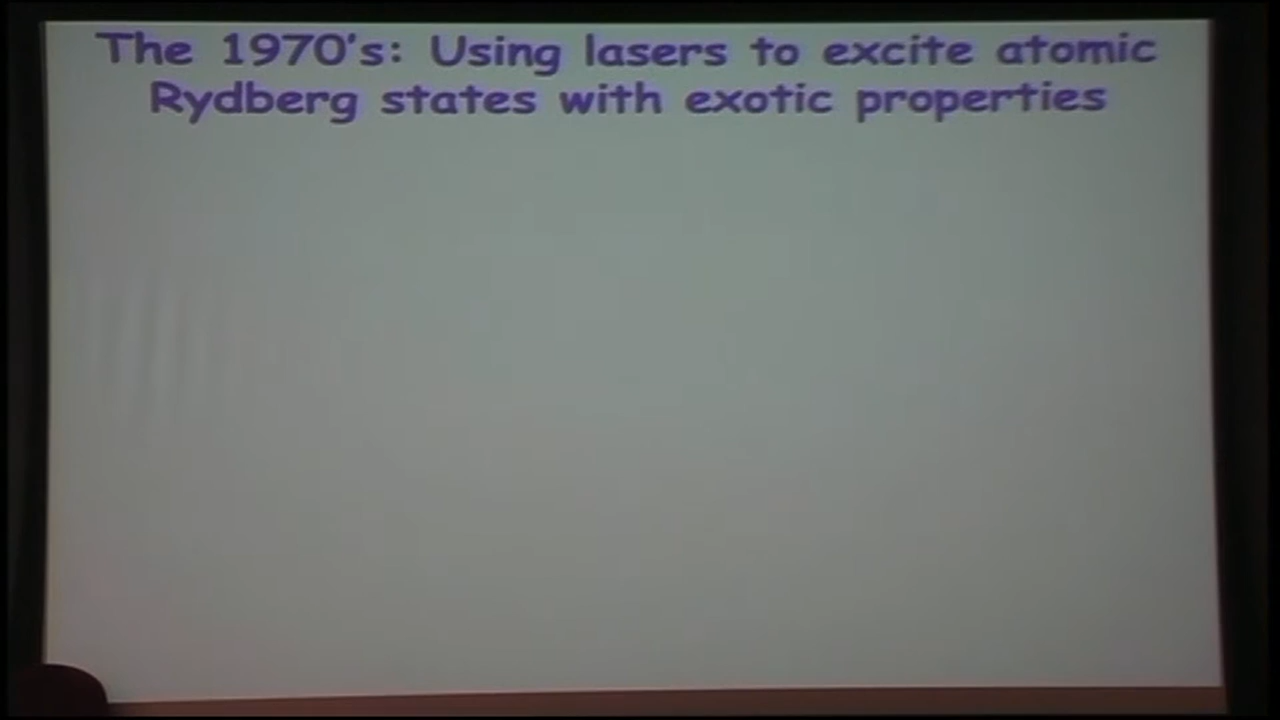 The 1970's: Using lasers to excite atomic
Rydberg states with exotic properties